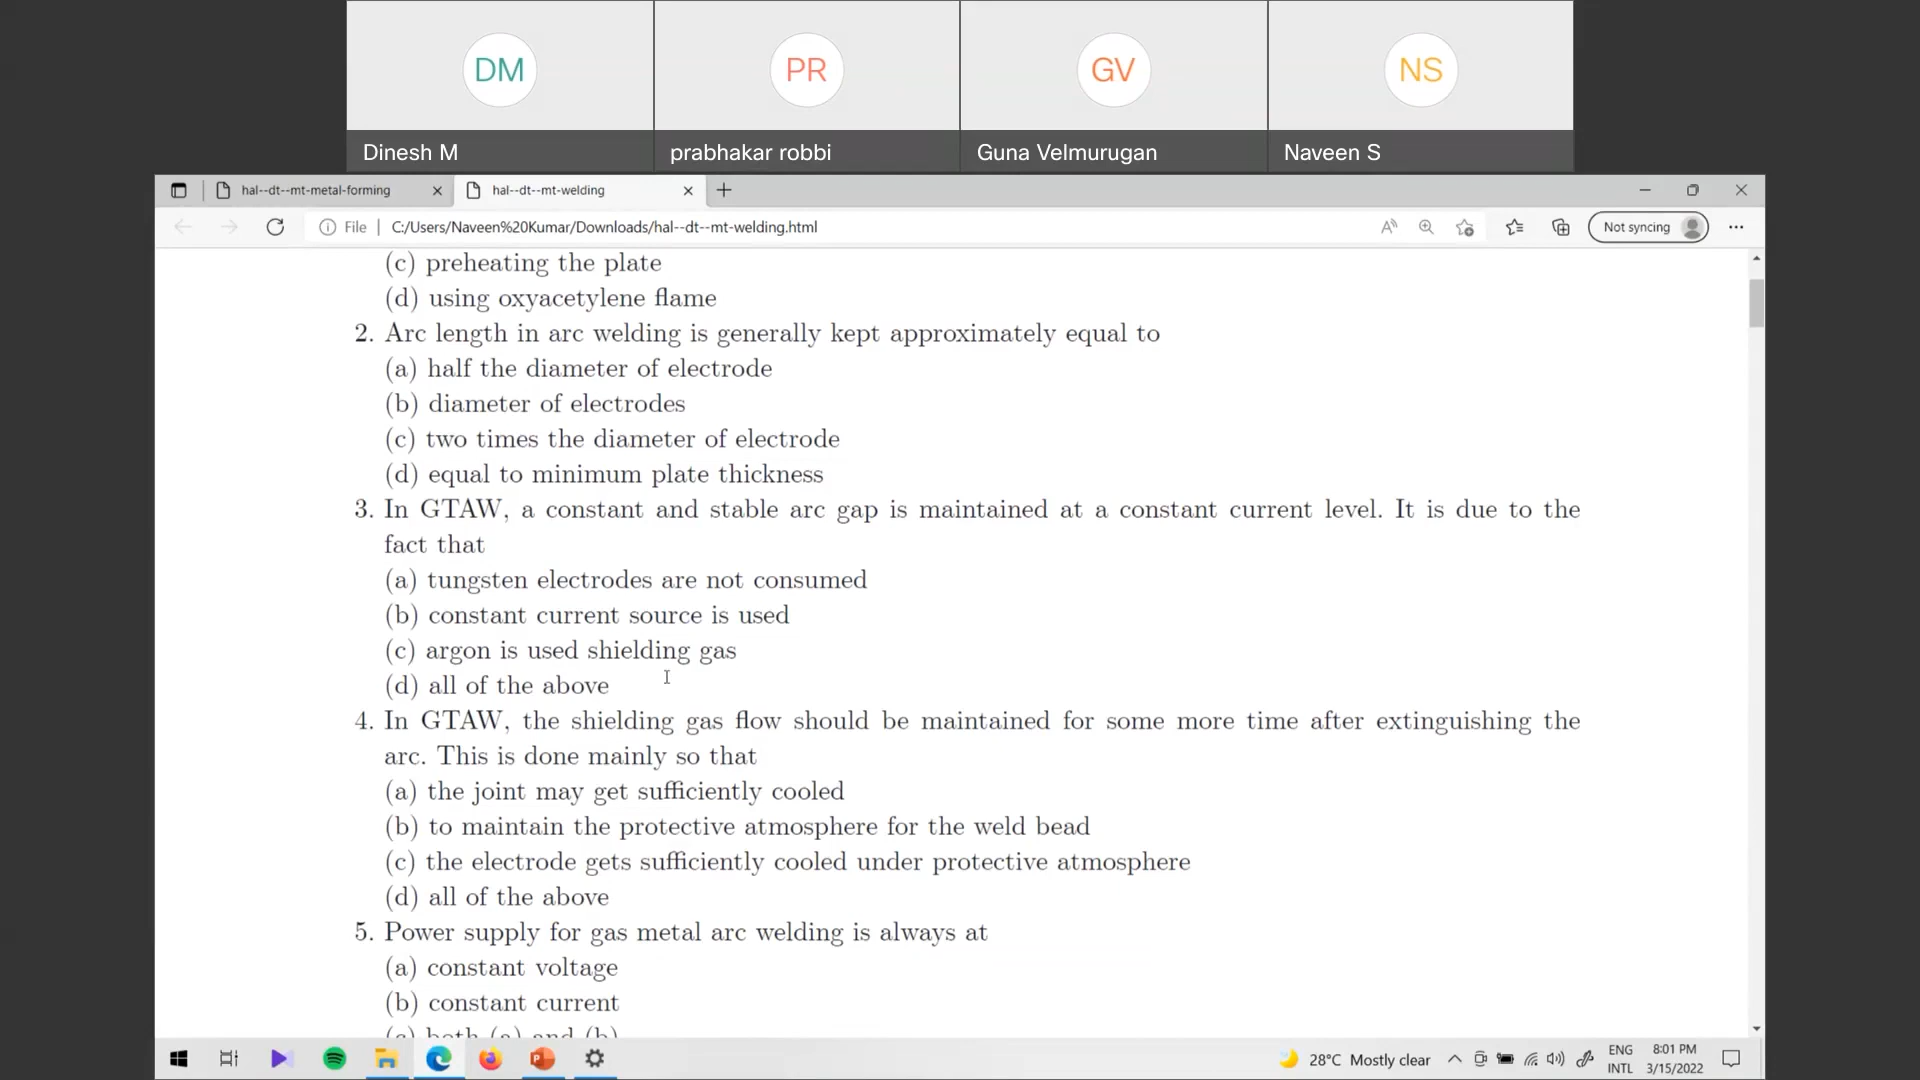 DM
PR
GV
NS
Dinesh M
prabhakar robbi
Guna Velmurugan
Naveen S
hal--dt--mt-metal-forming
hal--dt--mt-welding
File | C:/Users/Naveen%20Kumar/Downloads/hal--dt--mt-welding.html
Not syncing
(c) preheating the plate
(d) using oxyacetylene flame
2. Arc length in arc welding is generally kept approximately equal to
(a) half the diameter of electrode
(b) diameter of electrodes
(c) two times the diameter of electrode
(d) equal to minimum plate thickness
3. In GTAW, a constant and stable arc gap is maintained at a constant current level. It is due to the
fact that
(a) tungsten electrodes are not consumed
(b) constant current source is used
(c) argon is used shielding gas
(d) all of the above
4. In GTAW, the shielding gas flow should be maintained for some more time after extinguishing the
arc. This is done mainly so that
(a) the joint may get sufficiently cooled
(b) to maintain the protective atmosphere for the weld bead
(c) the electrode gets sufficiently cooled under protective atmosphere
(d) all of the above
5. Power supply for gas metal arc welding is always at
(a) constant voltage
(b) constant current
(c) both (a) and (b)
28°C Mostly clear
ENG
INTL
8:01 PM
3/15/2022